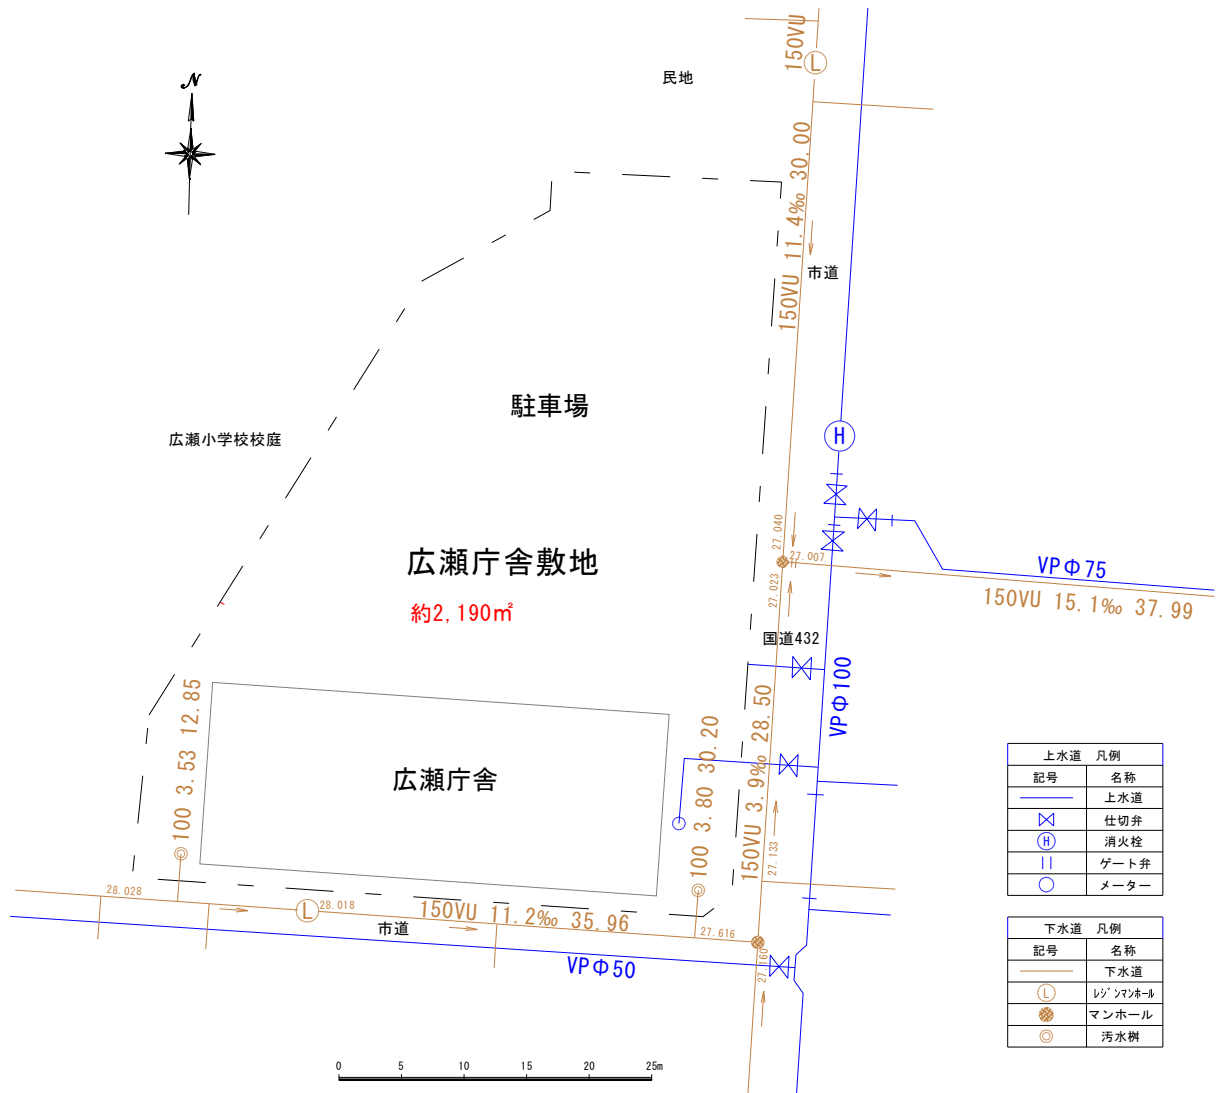 N
民地
150VU
L
150VU 11.4‰ 30.00
市道
駐車場
広瀬小学校校庭
H
27.040
27.007
27.023
VPΦ75
150VU 15.1‰ 37.99
広瀬庁舎敷地
約2,190㎡
国道432
VPΦ100
100 3.53 12.85
広瀬庁舎
100 3.80 30.20
150VU 3.9‰ 28.50
27.133
28.028
L
28.018
150VU 11.2‰ 35.96
27.616
27.160
市道
VPΦ50
上水道 凡例
記号 名称
上水道
仕切弁
H 消火栓
ゲート弁
メーター
下水道 凡例
記号 名称
下水道
L ﾚｼﾞﾝﾏﾝﾎｰﾙ
マンホール
汚水桝
0 5 10 15 20 25m